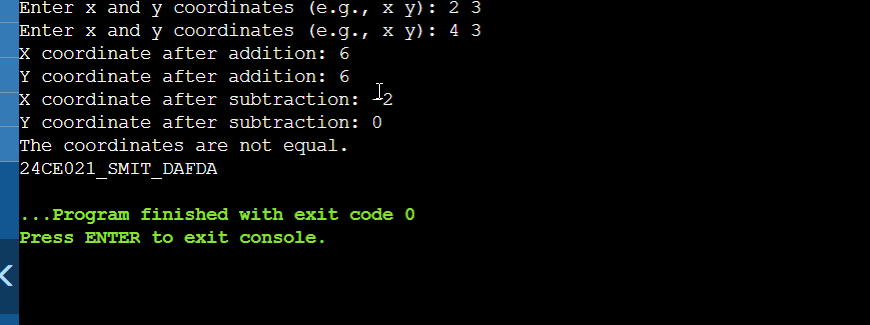 Enter x and y coordinates (e.g., x y): 2 3
Enter x and y coordinates (e.g., x y): 4 3
X coordinate after addition: 6
Y coordinate after addition: 6
X coordinate after subtraction: -2
Y coordinate after subtraction: 0
The coordinates are not equal.
24CE021_SMIT_DAFDA
...Program finished with exit code 0
Press ENTER to exit console.